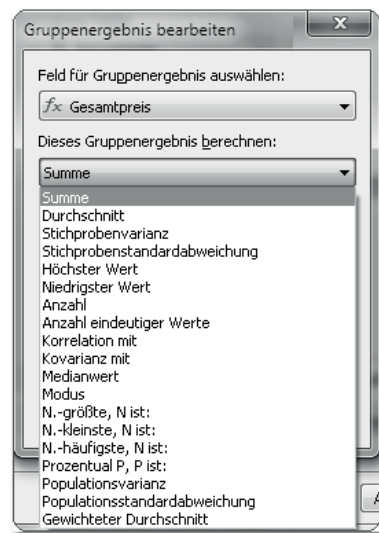 Gruppenergebnis bearbeiten
Feld für Gruppenergebnis auswählen:
fx Gesamtpreis
Dieses Gruppenergebnis berechnen:
Summe
Summe
Durchschnitt
Stichprobenvarianz
Stichprobenstandardabweichung
Höchster Wert
Niedrigster Wert
Anzahl
Anzahl eindeutiger Werte
Korrelation mit
Kovarianz mit
Medianwert
Modus
N.-größte, N ist:
N.-kleinste, N ist:
N.-häufigste, N ist:
Prozentual P, P ist:
Populationsvarianz
Populationsstandardabweichung
Gewichteter Durchschnitt